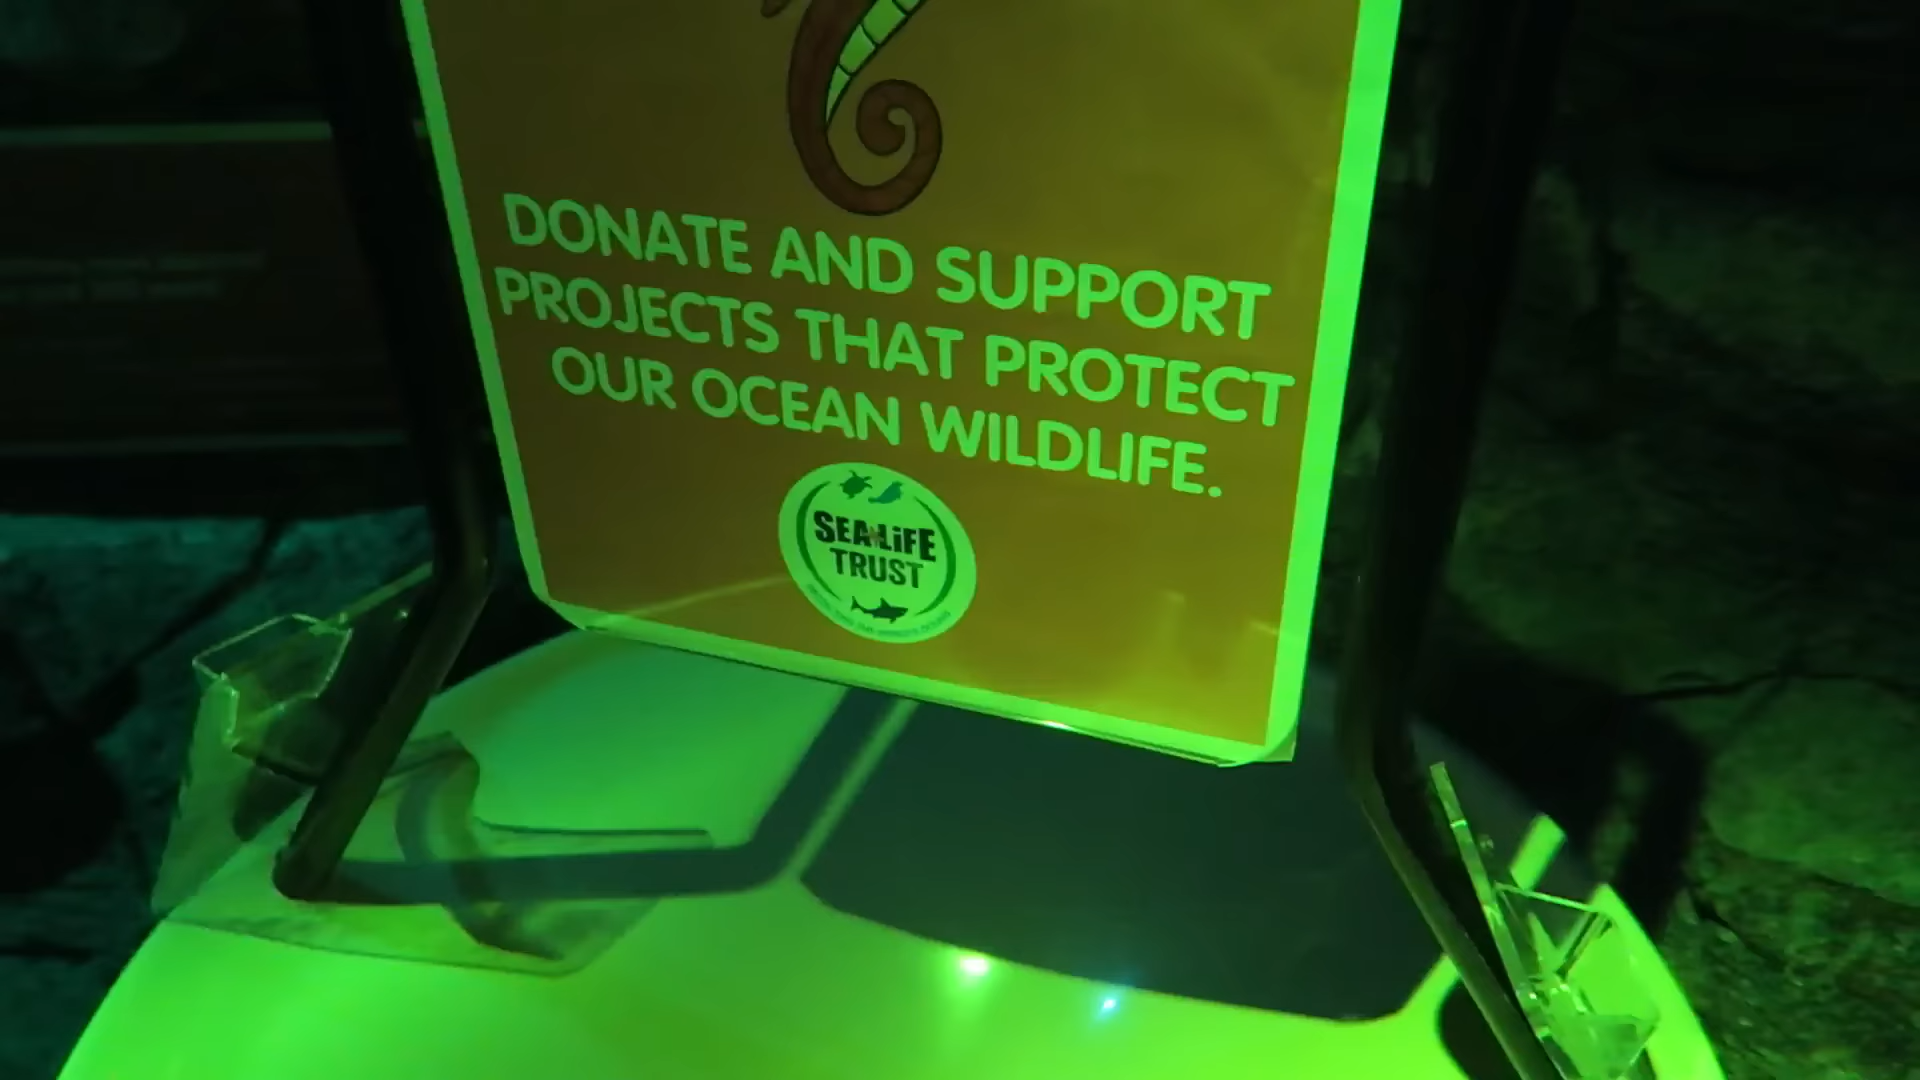 DONATE AND SUPPORT
PROJECTS THAT PROTECT
OUR OCEAN WILDLIFE.
SEA LiFE
TRUST